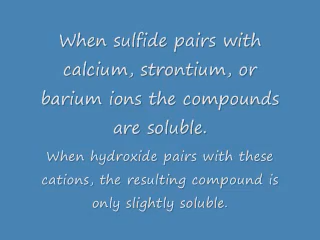 When sulfide pairs with
calcium, strontium, or
barium ions the compounds
are soluble.
When hydroxide pairs with these
cations, the resulting compound is
only slightly soluble.